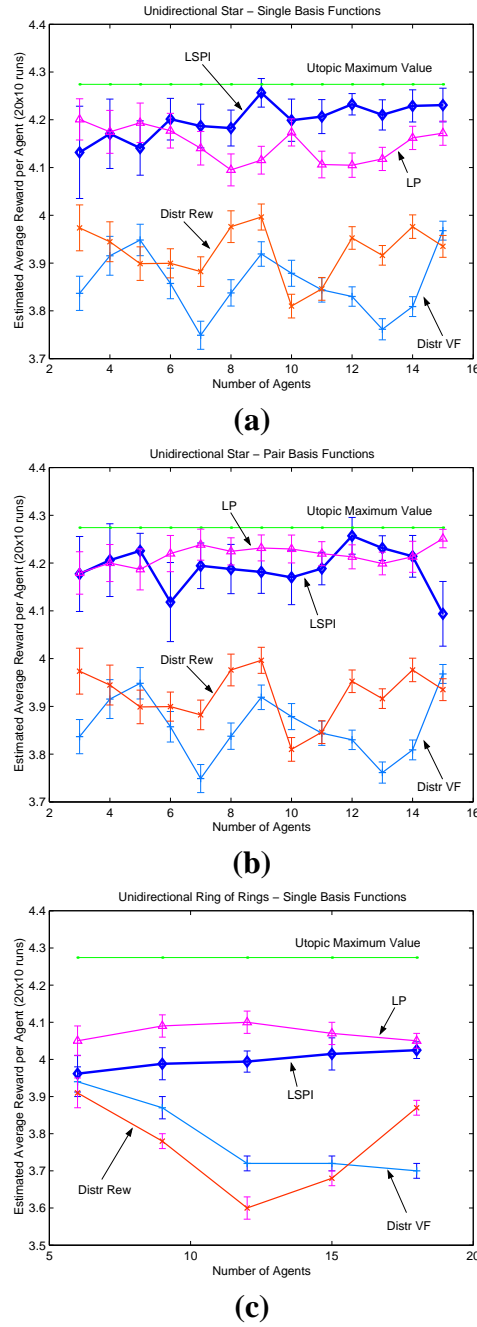 Unidirectional Star – Single Basis Functions
4.4
4.3
4.2
4.1
4
3.9
3.8
3.7
Estimated Average Reward per Agent (20x10 runs)
LSPI
Utopic Maximum Value
LP
Distr Rew
Distr VF
2 4 6 8 10 12 14 16
Number of Agents
(a)
Unidirectional Star – Pair Basis Functions
4.4
4.3
4.2
4.1
4
3.9
3.8
3.7
Estimated Average Reward per Agent (20x10 runs)
LP
Utopic Maximum Value
LSPI
Distr Rew
Distr VF
2 4 6 8 10 12 14 16
Number of Agents
(b)
Unidirectional Ring of Rings – Single Basis Functions
4.4
4.3
4.2
4.1
4
3.9
3.8
3.7
3.6
3.5
Estimated Average Reward per Agent (20x10 runs)
Utopic Maximum Value
LP
LSPI
Distr Rew
Distr VF
5 10 15 20
Number of Agents
(c)